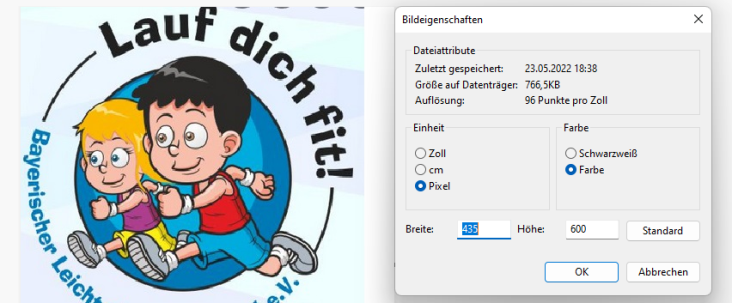 Lauf dich fit!
Bayerischer Leicht
e.V.
Bildeigenschaften
Dateiattribute
Zuletzt gespeichert: 23.05.2022 18:38
Größe auf Datenträger: 766,5KB
Auflösung: 96 Punkte pro Zoll
Einheit
Zoll
cm
Pixel
Farbe
Schwarzweiß
Farbe
Breite: 435 Höhe: 600 Standard
OK Abbrechen